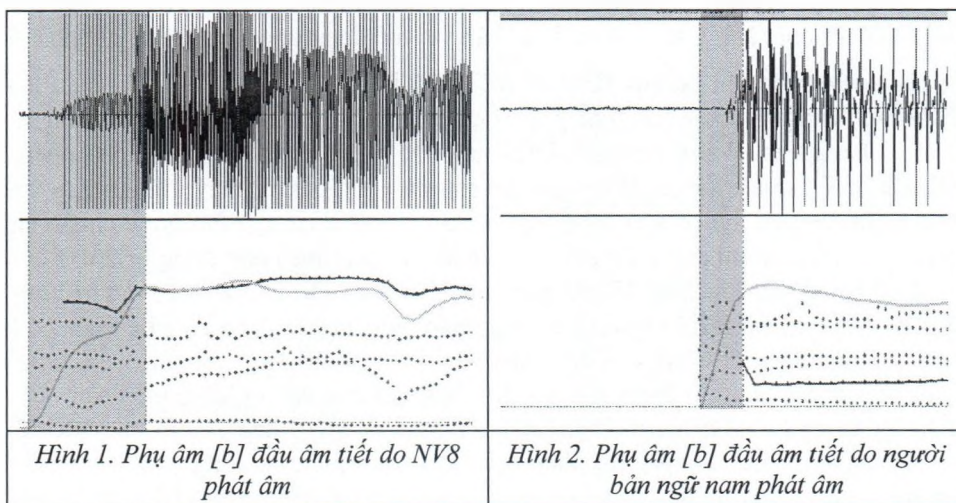 Hình 1. Phụ âm [b] đầu âm tiết do NV8
phát âm
Hình 2. Phụ âm [b] đầu âm tiết do người
bản ngữ nam phát âm